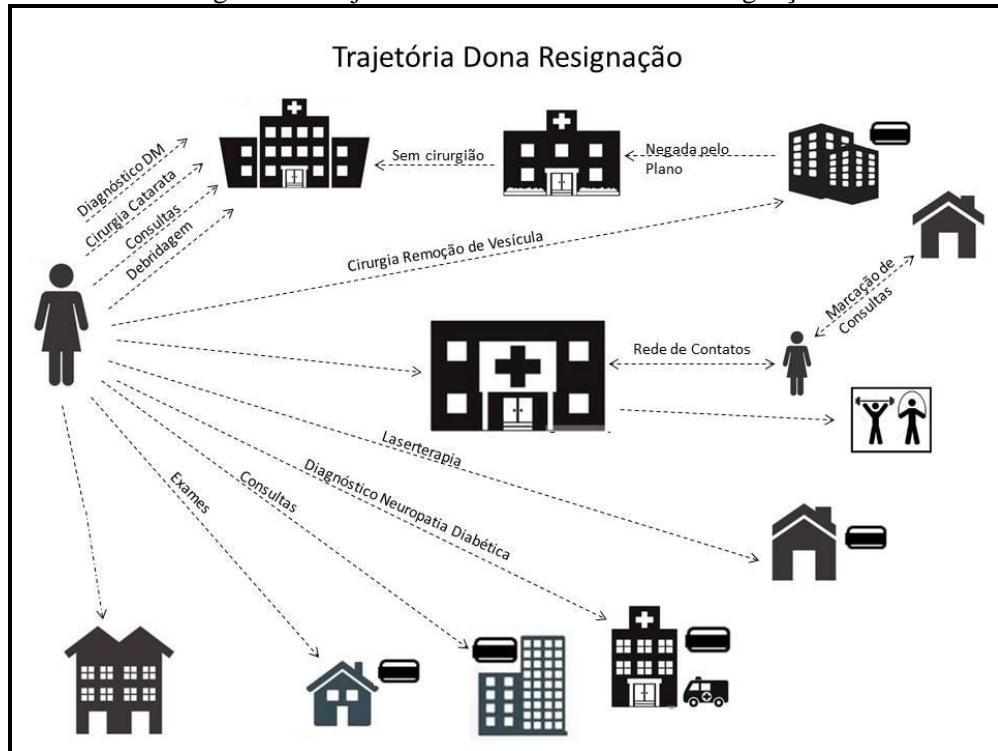 Trajetória Dona Resignação
Diagnóstico DM
Cirurgia Catarata
Consultas
Debridagem
Sem cirurgião
Negada pelo
Plano
Cirurgia Remoção de Vesícula
Marcação de
Consultas
Rede de Contatos
Laserterapia
Diagnóstico Neuropatia Diabética
Consultas
Exames